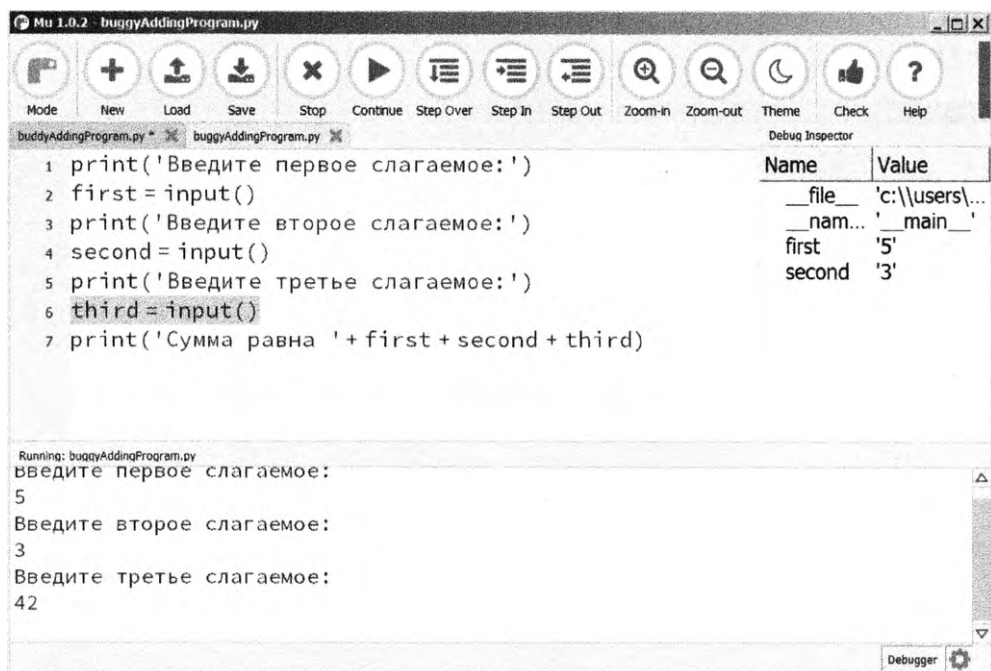 Mu 1.0.2 - buggyAddingProgram.py
Mode New Load Save Stop Continue Step Over Step In Step Out Zoom-in Zoom-out Theme Check Help
buddyAddingProgram.py * buggyAddingProgram.py
Debug Inspector
1 print('Введите первое слагаемое:')
2 first = input()
3 print('Введите второе слагаемое:')
4 second = input()
5 print('Введите третье слагаемое:')
6 third = input()
7 print('Сумма равна ' + first + second + third)
Name Value
__file__ 'c:\\users\...
__nam... '__main__'
first '5'
second '3'
Running: buggyAddingProgram.py
Введите первое слагаемое:
5
Введите второе слагаемое:
3
Введите третье слагаемое:
42
Debugger